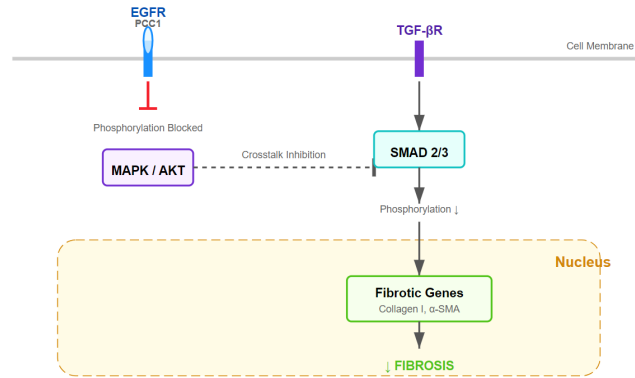 EGFR
PCC1
TGF-βR
Cell Membrane
Phosphorylation Blocked
MAPK / AKT
Crosstalk Inhibition
SMAD 2/3
Phosphorylation ↓
Nucleus
Fibrotic Genes
Collagen I, α-SMA
↓ FIBROSIS